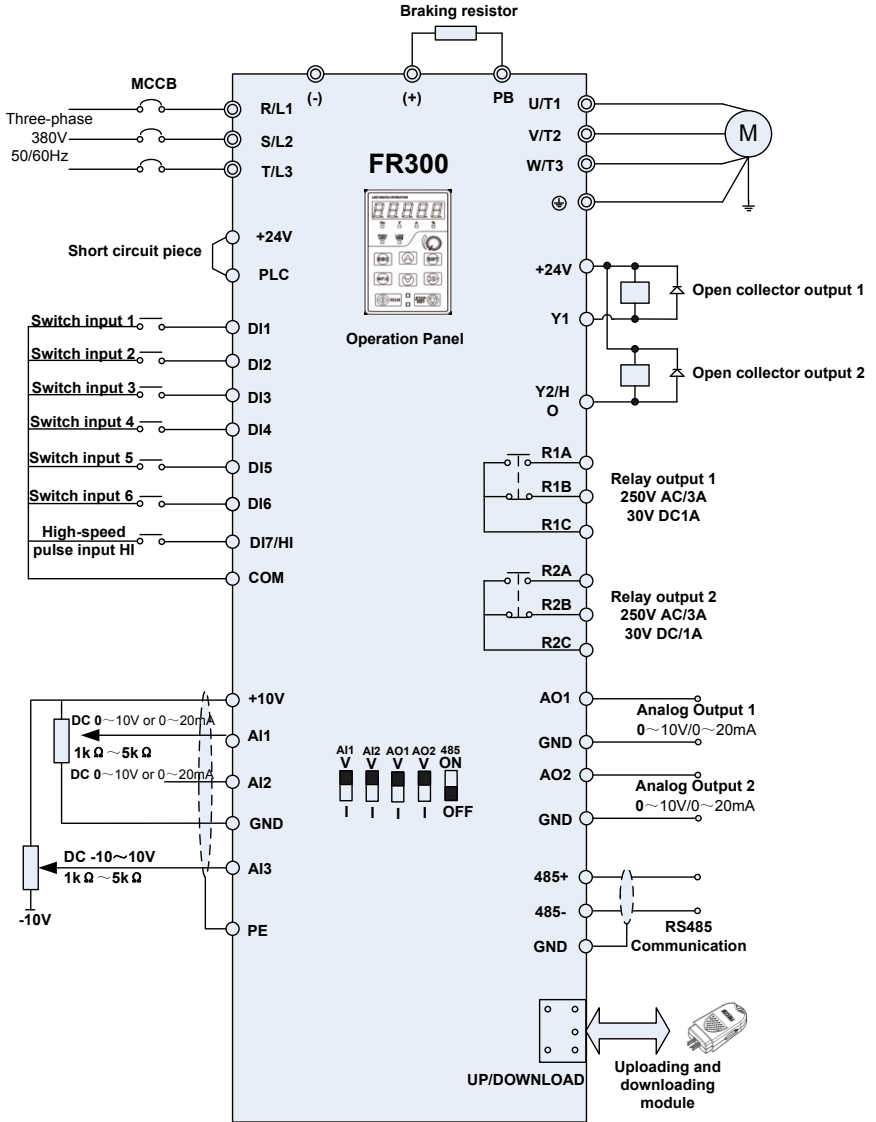 Braking resistor
MCCB
(-)
(+)
PB
Three-phase
380V
50/60Hz
R/L1
S/L2
T/L3
FR300
U/T1
V/T2
W/T3
M
Short circuit piece
+24V
PLC
Operation Panel
+24V
Y1
Open collector output 1
Y2/H
O
Open collector output 2
Switch input 1
DI1
Switch input 2
DI2
Switch input 3
DI3
Switch input 4
DI4
Switch input 5
DI5
Switch input 6
DI6
High-speed
pulse input HI
DI7/HI
COM
R1A
R1B
R1C
Relay output 1
250V AC/3A
30V DC1A
R2A
R2B
R2C
Relay output 2
250V AC/3A
30V DC/1A
+10V
DC 0～10V or 0～20mA
AI1
1kΩ～5kΩ
DC 0～10V or 0～20mA
AI2
GND
DC -10～10V
AI3
1kΩ～5kΩ
-10V
PE
AI1 AI2 AO1 AO2 485
V V V V ON
I I I I OFF
AO1
Analog Output 1
0～10V/0～20mA
GND
AO2
Analog Output 2
0～10V/0～20mA
GND
485+
485-
GND
RS485
Communication
UP/DOWNLOAD
Uploading and
downloading
module